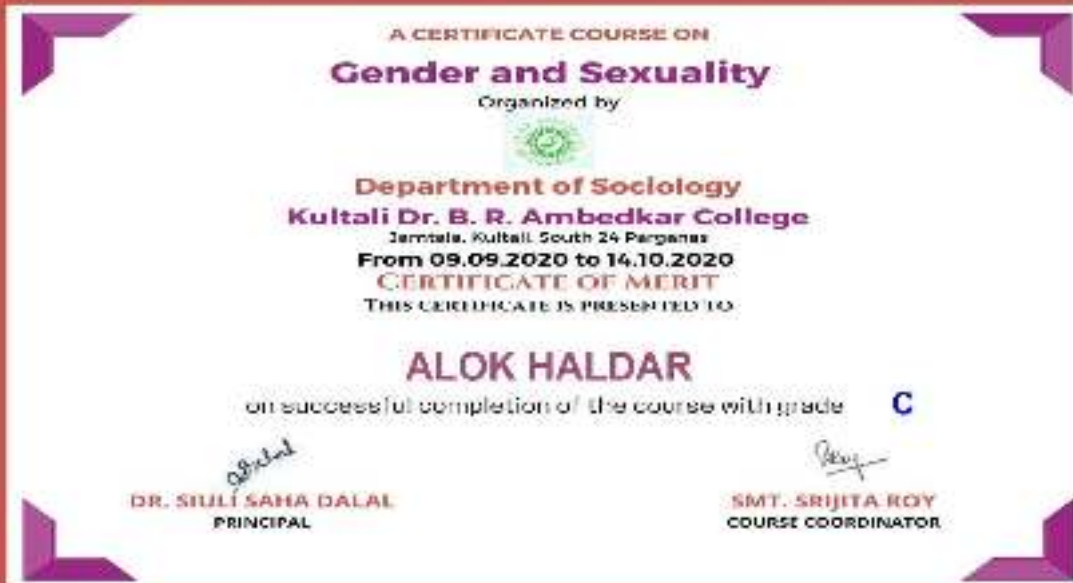 A CERTIFICATE COURSE ON
Gender and Sexuality
Organized by
Department of Sociology
Kultali Dr. B. R. Ambedkar College
Jamtala, Kultali, South 24 Parganas
From 09.09.2020 to 14.10.2020
CERTIFICATE OF MERIT
THIS CERTIFICATE IS PRESENTED TO
ALOK HALDAR
on successful completion of the course with grade C
DR. SIULI SAHA DALAL
PRINCIPAL
SMT. SRIJITA ROY
COURSE COORDINATOR